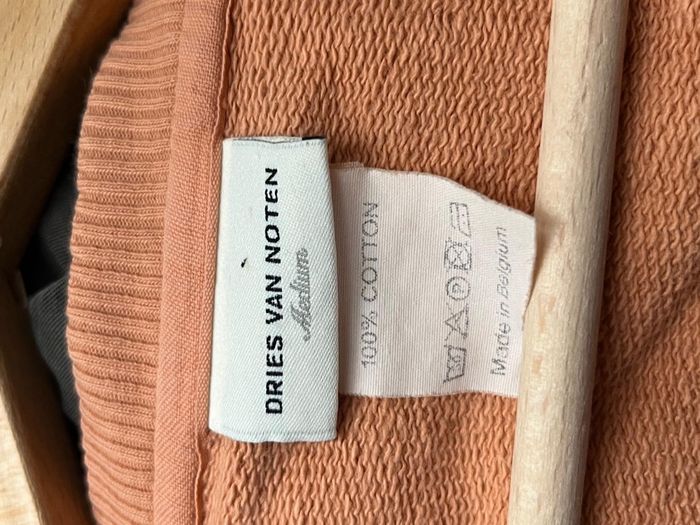 DRIES VAN NOTEN
Medium
100% COTTON
Made in Belgium